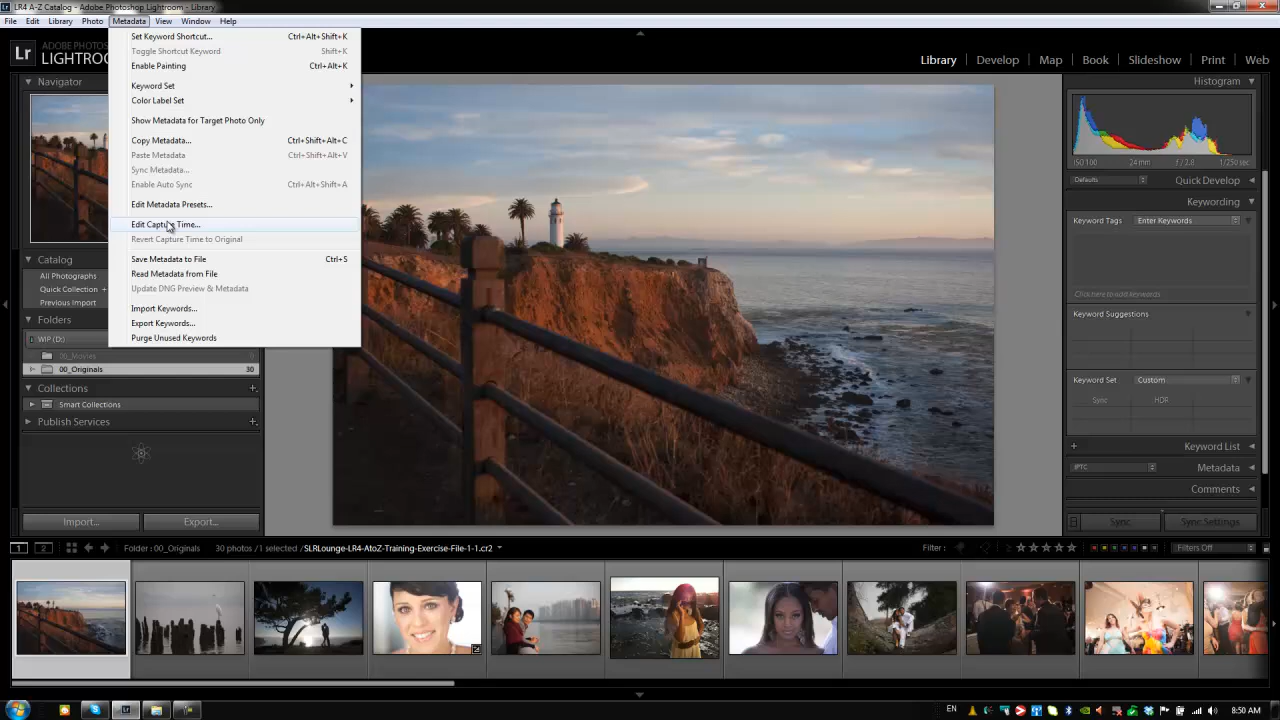 LR4 A-Z Catalog - Adobe Photoshop Lightroom - Library
File Edit Library Photo Metadata View Window Help
Lr ADOBE PHOTOS
LIGHTROO
Library Develop Map Book Slideshow Print Web
Set Keyword Shortcut... Ctrl+Alt+Shift+K
Toggle Shortcut Keyword Shift+K
Enable Painting Ctrl+Alt+K
Keyword Set
Color Label Set
Show Metadata for Target Photo Only
Copy Metadata... Ctrl+Shift+Alt+C
Paste Metadata Ctrl+Shift+Alt+V
Sync Metadata...
Enable Auto Sync Ctrl+Alt+Shift+A
Edit Metadata Presets...
Edit Capture Time...
Revert Capture Time to Original
Save Metadata to File Ctrl+S
Read Metadata from File
Update DNG Preview & Metadata
Import Keywords...
Export Keywords...
Purge Unused Keywords
Navigator
Catalog
All Photographs
Quick Collection +
Previous Import
Folders
WIP (D:)
00_Movies
00_Originals 30
Collections
Smart Collections
Publish Services
Import... Export...
Histogram
ISO 100 24 mm f / 2.8 1/250 sec
Defaults Quick Develop
Keywording
Keyword Tags Enter Keywords
Click here to add keywords
Keyword Suggestions
Keyword Set Custom
Sync HDR
Keyword List
IPTC Metadata
Comments
Sync Sync Settings
1 2 Folder : 00_Originals 30 photos / 1 selected / SLRLounge-LR4-AtoZ-Training-Exercise-File-1-1.cr2 Filter : Filters Off
EN 8:50 AM